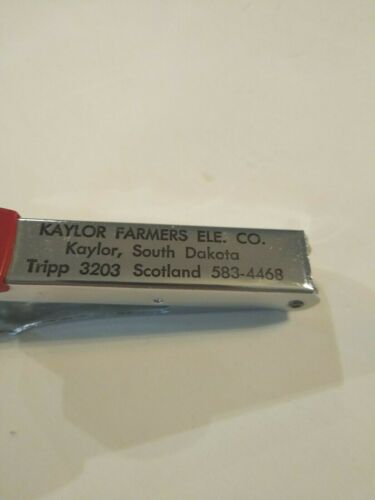 KAYLOR FARMERS ELE. CO.
Kaylor, South Dakota
Tripp 3203 Scotland 583-4468